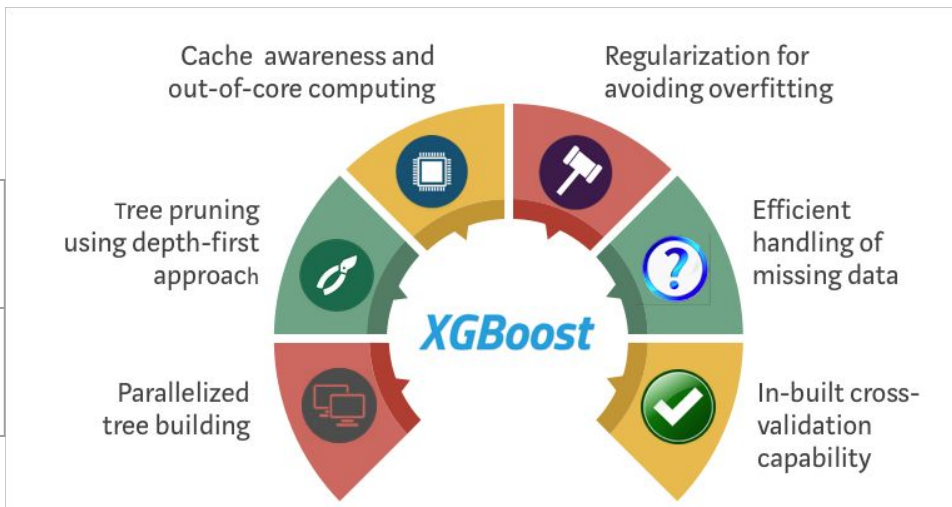 Cache awareness and
out-of-core computing
Regularization for
avoiding overfitting
Tree pruning
using depth-first
approach
Efficient
handling of
missing data
XGBoost
Parallelized
tree building
In-built cross-
validation
capability